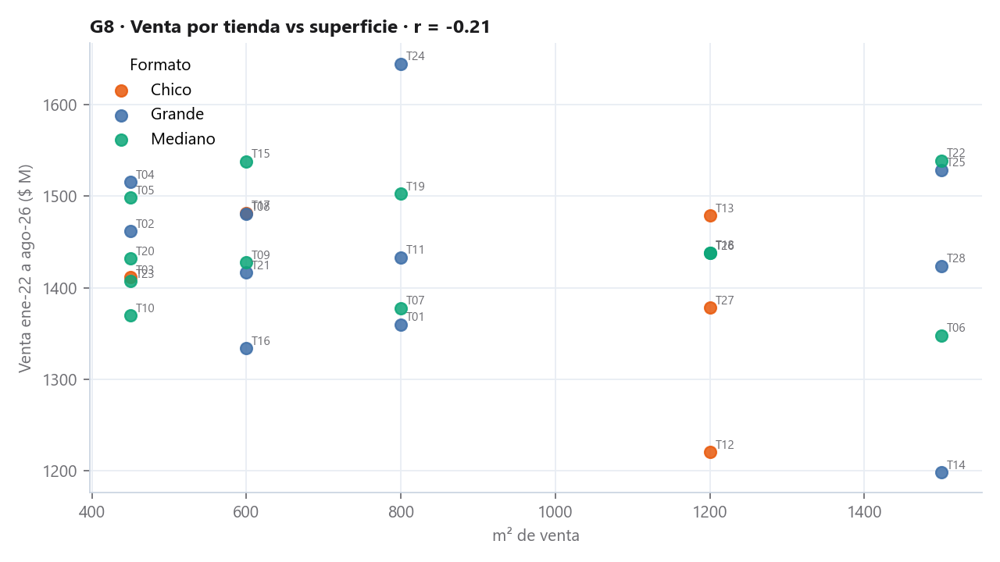 G8 · Venta por tienda vs superficie · r = -0.21
Formato
Chico
Grande
Mediano
Venta ene-22 a ago-26 ($ M)
1600
1500
1400
1300
1200
T24
T15
T22
T25
T04
T05
T19
T17
T08
T13
T02
T20
T09
T21
T11
T26
T28
T23
T10
T07
T01
T27
T06
T16
T12
T14
400
600
800
1000
1200
1400
m² de venta